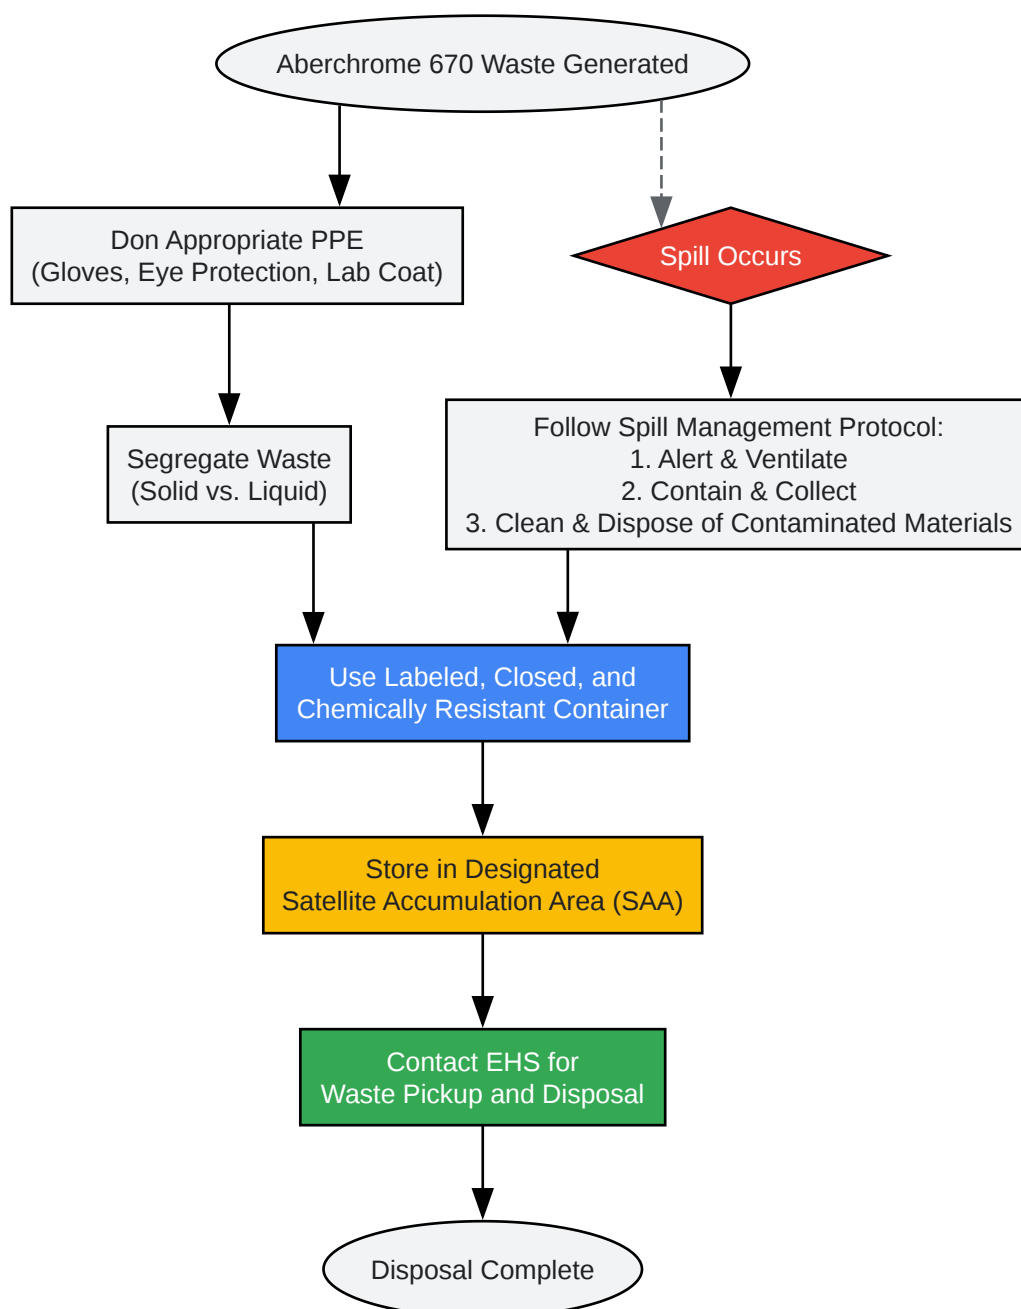 Aberchrome 670 Waste Generated
Don Appropriate PPE
(Gloves, Eye Protection, Lab Coat)
Spill Occurs
Segregate Waste
(Solid vs. Liquid)
Follow Spill Management Protocol:
1. Alert & Ventilate
2. Contain & Collect
3. Clean & Dispose of Contaminated Materials
Use Labeled, Closed, and
Chemically Resistant Container
Store in Designated
Satellite Accumulation Area (SAA)
Contact EHS for
Waste Pickup and Disposal
Disposal Complete